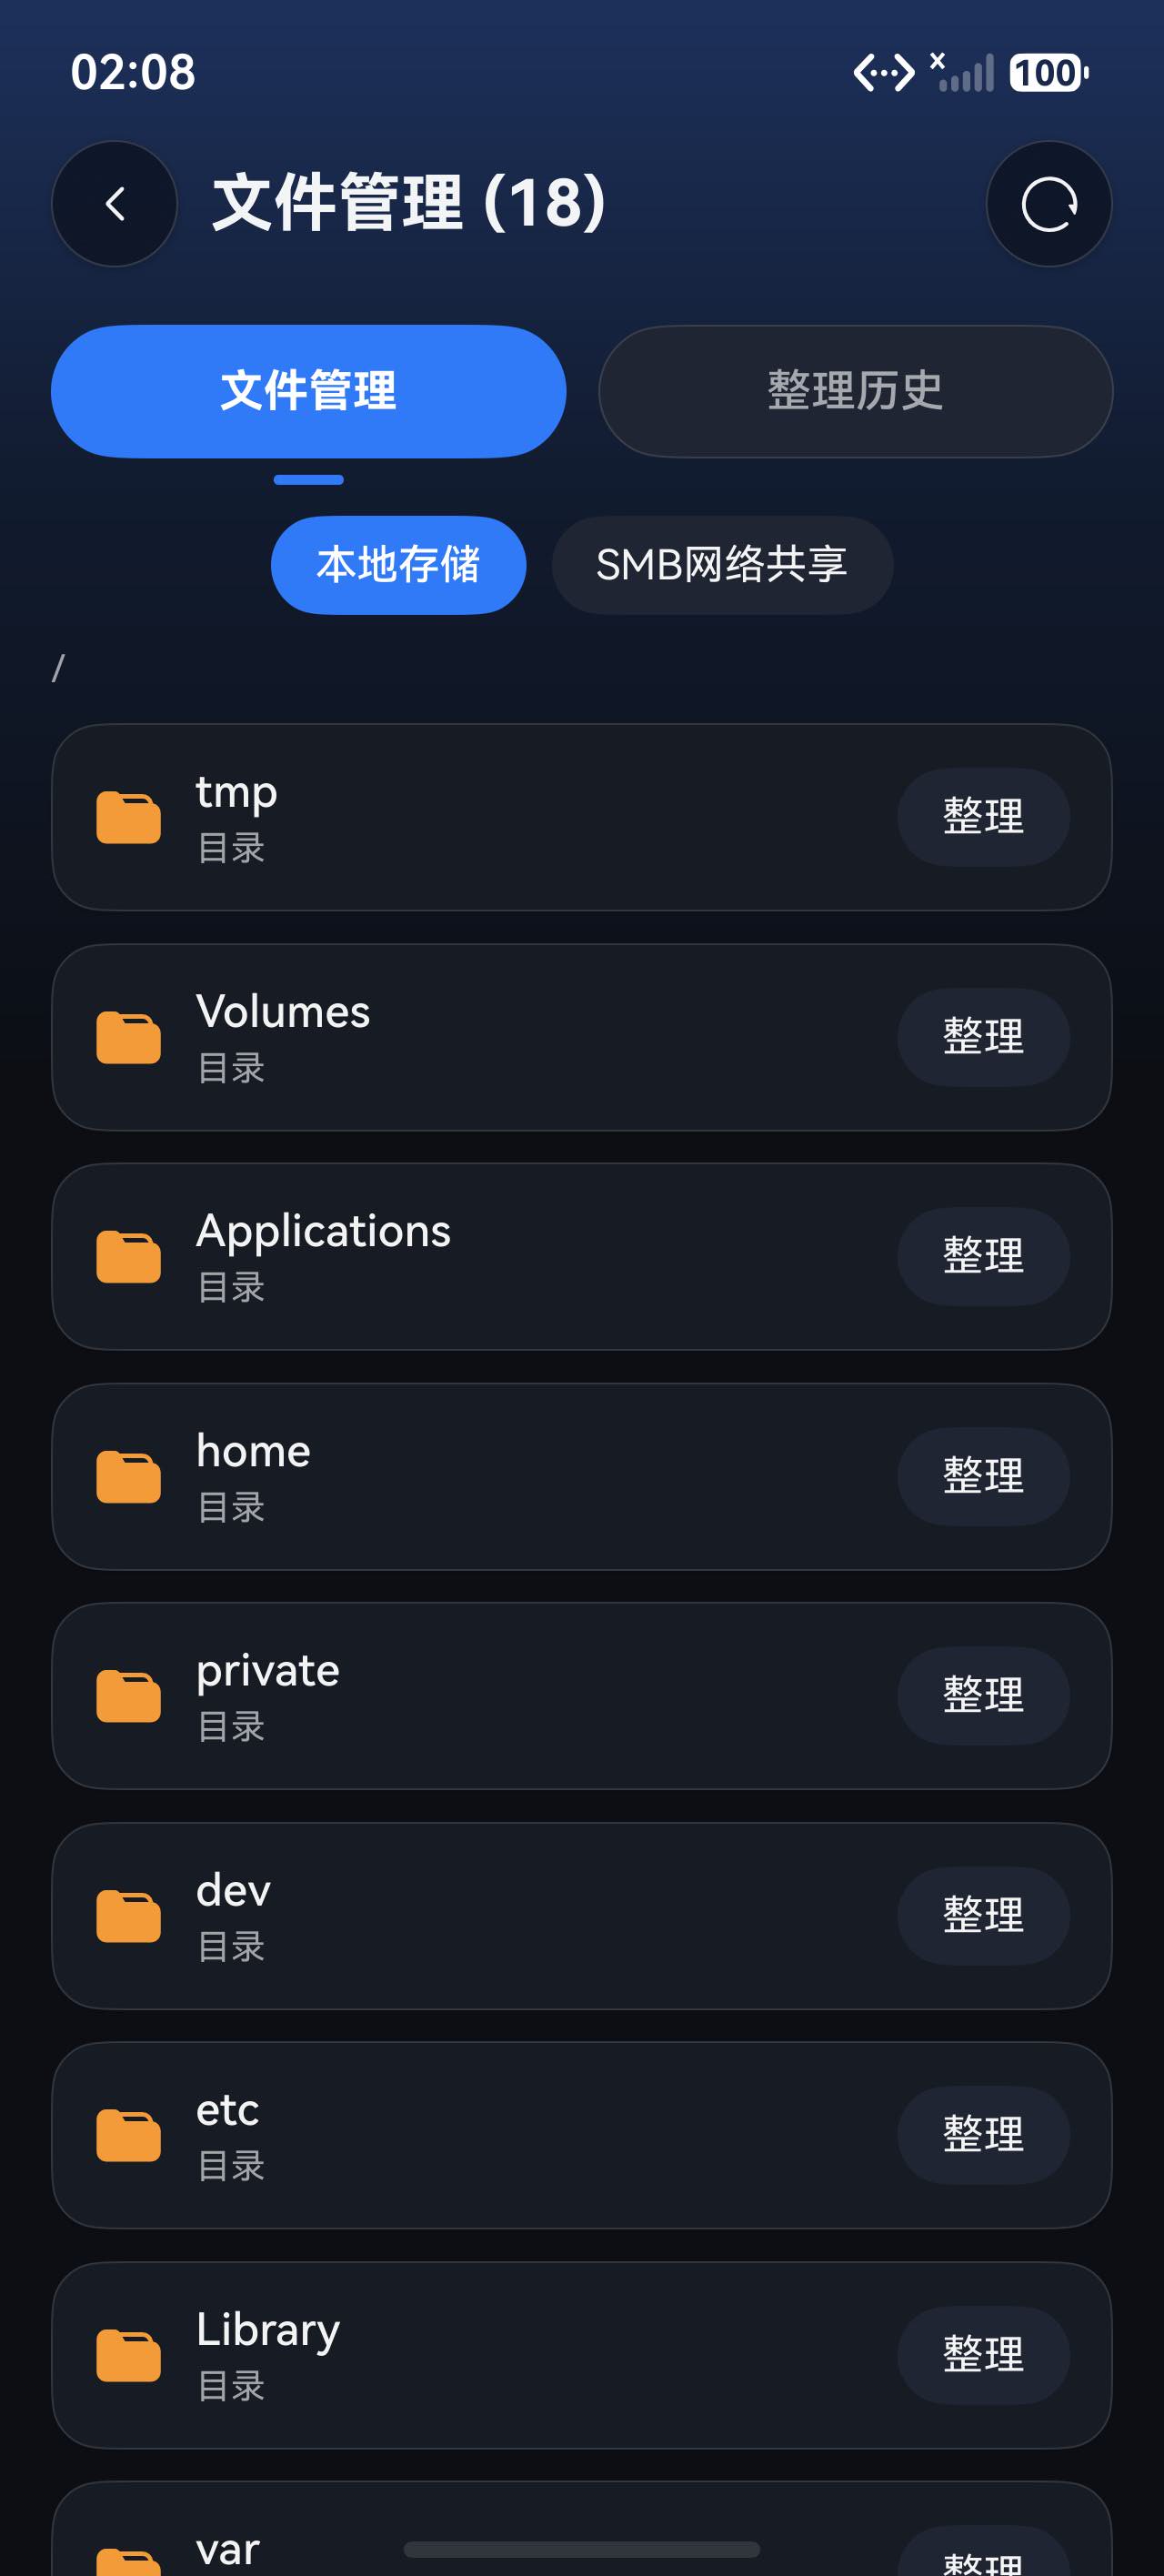 02:08
100
文件管理 (18)
文件管理
整理历史
本地存储
SMB网络共享
/
tmp
目录
整理
Volumes
目录
整理
Applications
目录
整理
home
目录
整理
private
目录
整理
dev
目录
整理
etc
目录
整理
Library
目录
整理
var
整理